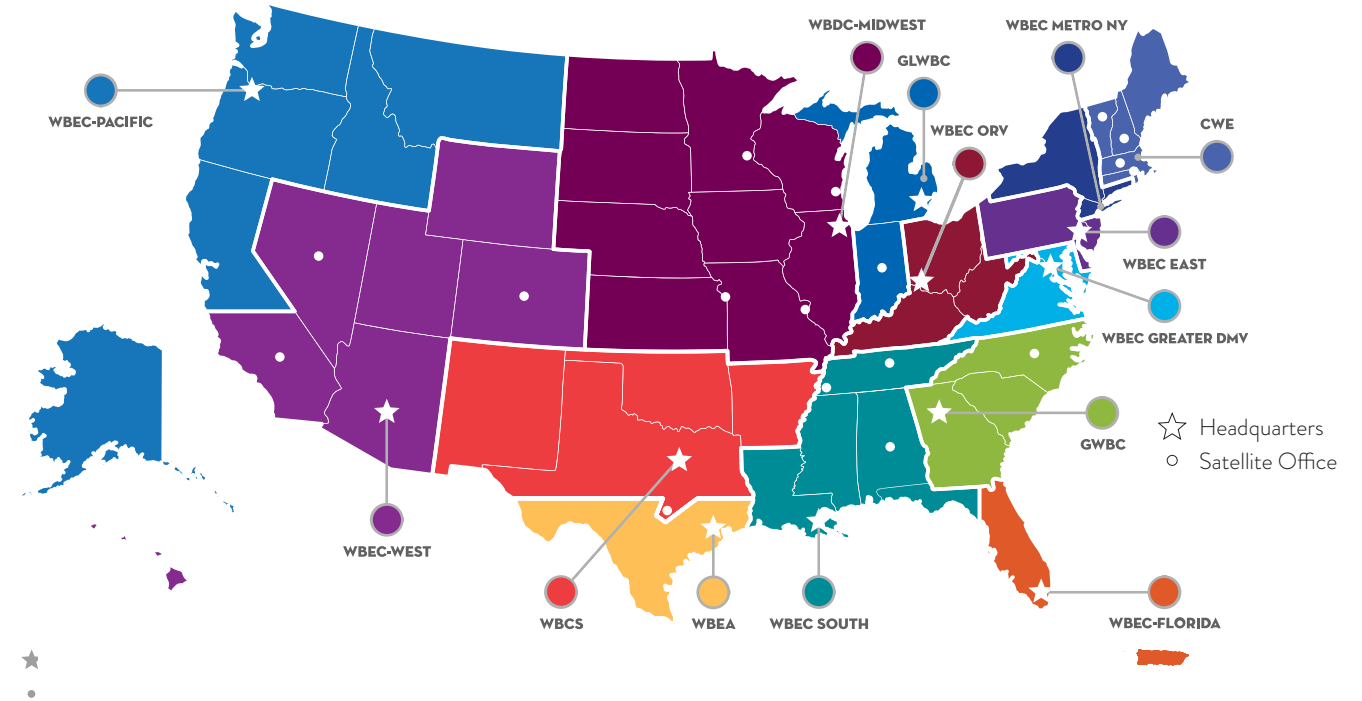 WBDC-MIDWEST
WBEC METRO NY
GLWBC
WBEC-PACIFIC
WBEC ORV
CWE
WBEC EAST
WBEC GREATER DMV
Headquarters
GWBC
Satellite Office
WBEC-WEST
WBCS
WBEA
WBEC SOUTH
WBEC-FLORIDA